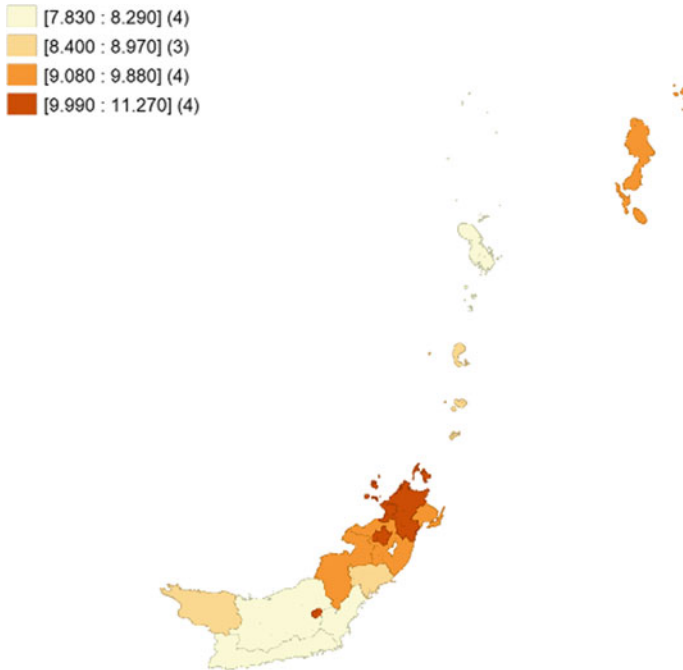 [7.830 : 8.290] (4)
[8.400 : 8.970] (3)
[9.080 : 9.880] (4)
[9.990 : 11.270] (4)